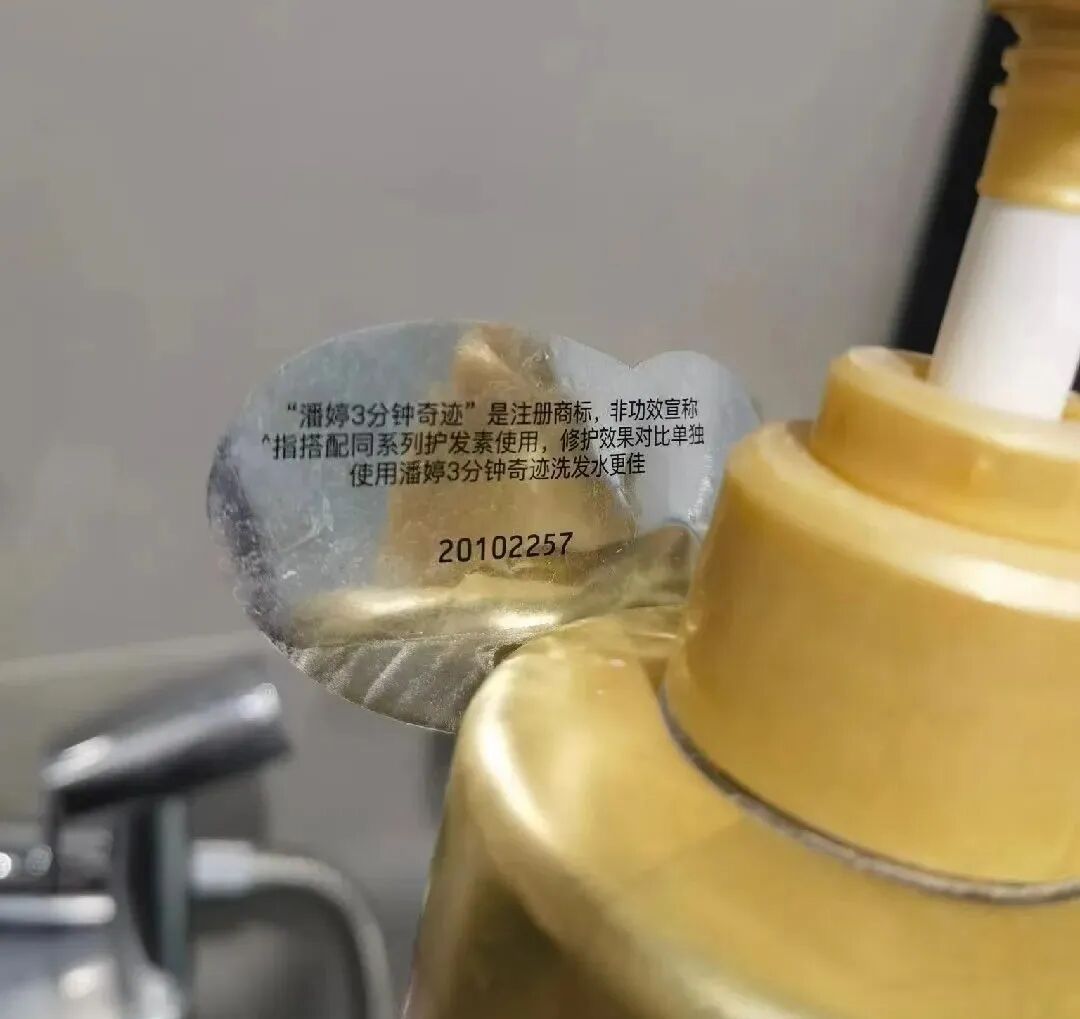 “潘婷3分钟奇迹”是注册商标，非功效宣称
^指搭配同系列护发素使用，修护效果对比单独
使用潘婷3分钟奇迹洗发水更佳
20102257